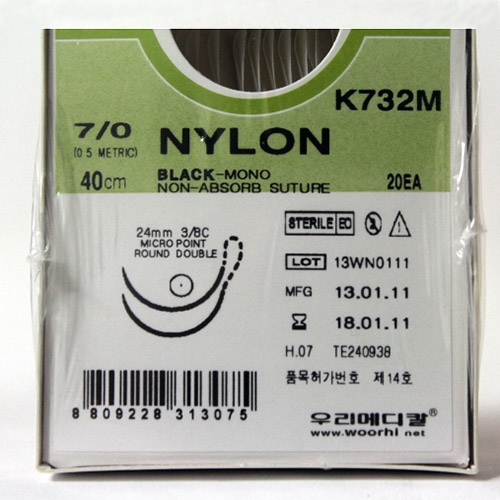 K732M
7/0
(0.5 METRIC)
NYLON
40cm
BLACK-MONO
NON-ABSORB SUTURE
20EA
24mm 3/8C
MICROPOINT
ROUND DOUBLE
STERILE EO
LOT 13WN0111
MFG 13.01.11
18.01.11
H.07 TE240938
품목허가번호 제14호
8 809228 313075
우리메디칼®
www.woorhi.net